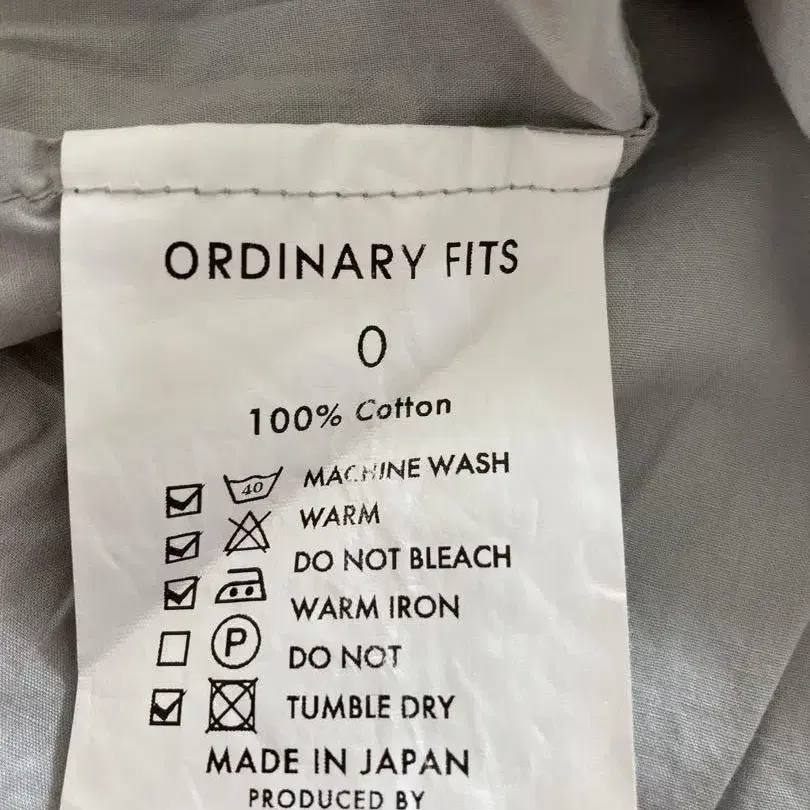 ORDINARY FITS
0
100% Cotton
40 MACHINE WASH
WARM
DO NOT BLEACH
WARM IRON
P DO NOT
TUMBLE DRY
MADE IN JAPAN
PRODUCED BY